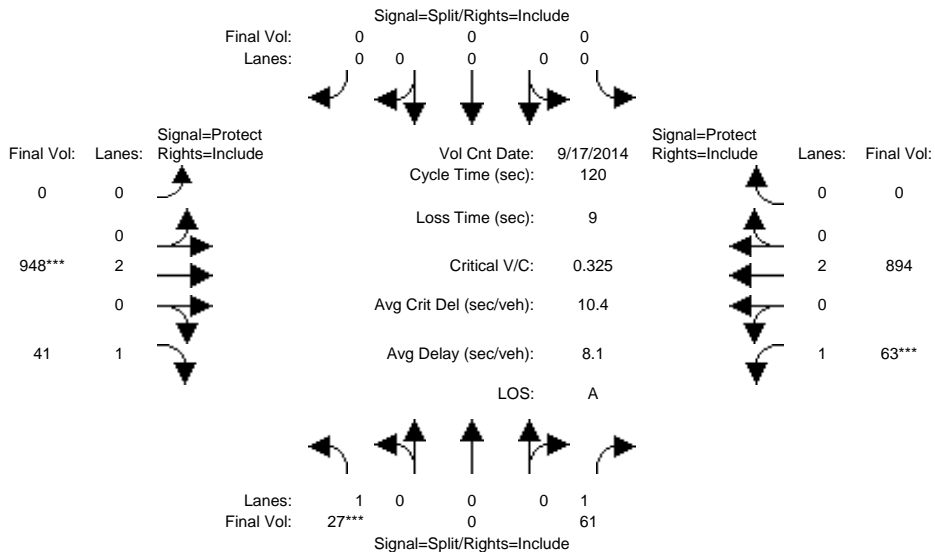 Signal=Split/Rights=Include
Final Vol: 0 0 0
Lanes: 0 0 0 0 0
Signal=Protect Signal=Protect
Final Vol: Lanes: Rights=Include Vol Cnt Date: 9/17/2014 Rights=Include Lanes: Final Vol:
Cycle Time (sec): 120
0 0 0 0
Loss Time (sec): 9
0 0
948*** 2 Critical V/C: 0.325 2 894
0 Avg Crit Del (sec/veh): 10.4 0
41 1 Avg Delay (sec/veh): 8.1 1 63***
LOS: A
Lanes: 1 0 0 0 1
Final Vol: 27*** 0 61
Signal=Split/Rights=Include